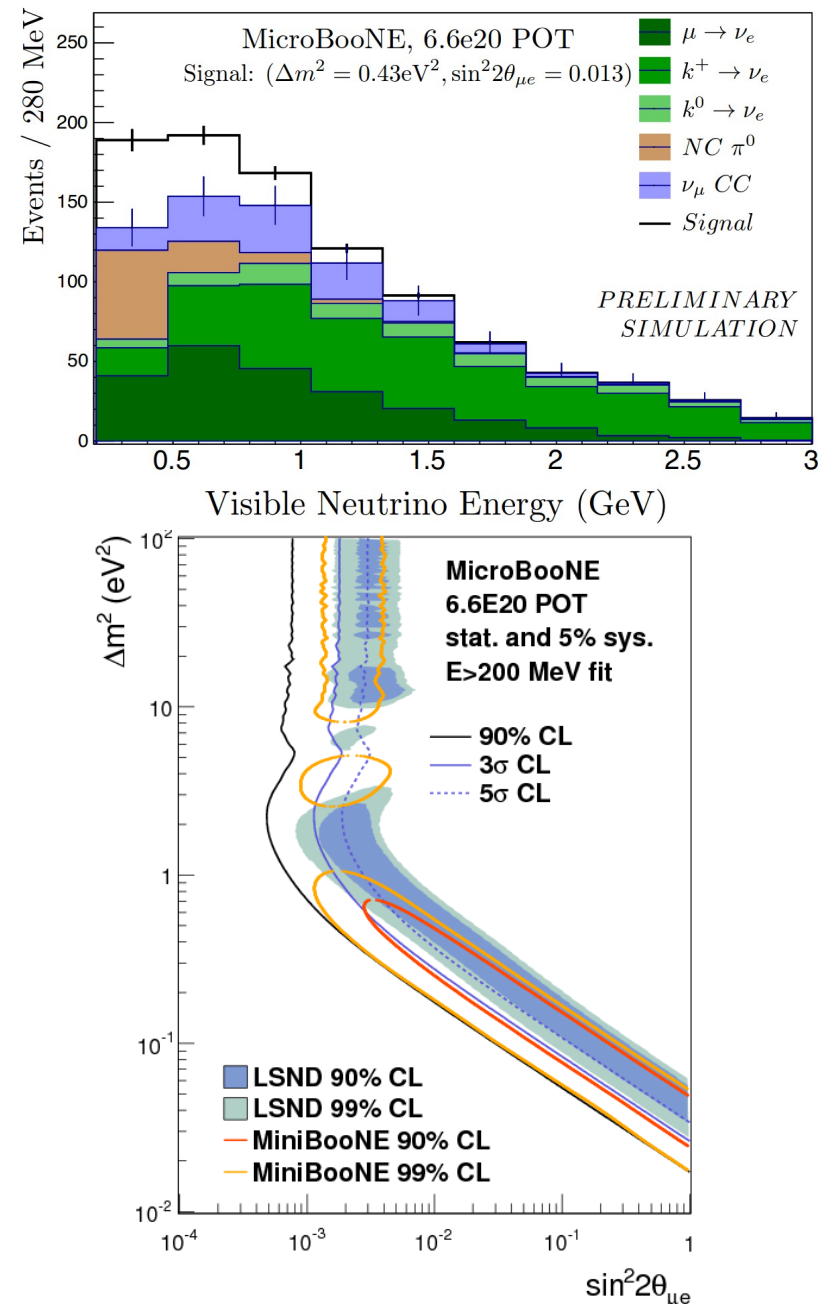 MicroBooNE, 6.6e20 POT
Signal: (Δm² = 0.43eV², sin²2θμe = 0.013)
μ → νe
k⁺ → νe
k⁰ → νe
NC π⁰
νμ CC
Signal
PRELIMINARY
SIMULATION
Events / 280 MeV
250
200
150
100
50
0
0.5 1 1.5 2 2.5 3
Visible Neutrino Energy (GeV)
Δm² (eV²)
10²
10
1
10⁻¹
10⁻²
MicroBooNE
6.6E20 POT
stat. and 5% sys.
E>200 MeV fit
90% CL
3σ CL
5σ CL
LSND 90% CL
LSND 99% CL
MiniBooNE 90% CL
MiniBooNE 99% CL
10⁻⁴ 10⁻³ 10⁻² 10⁻¹ 1
sin²2θμe